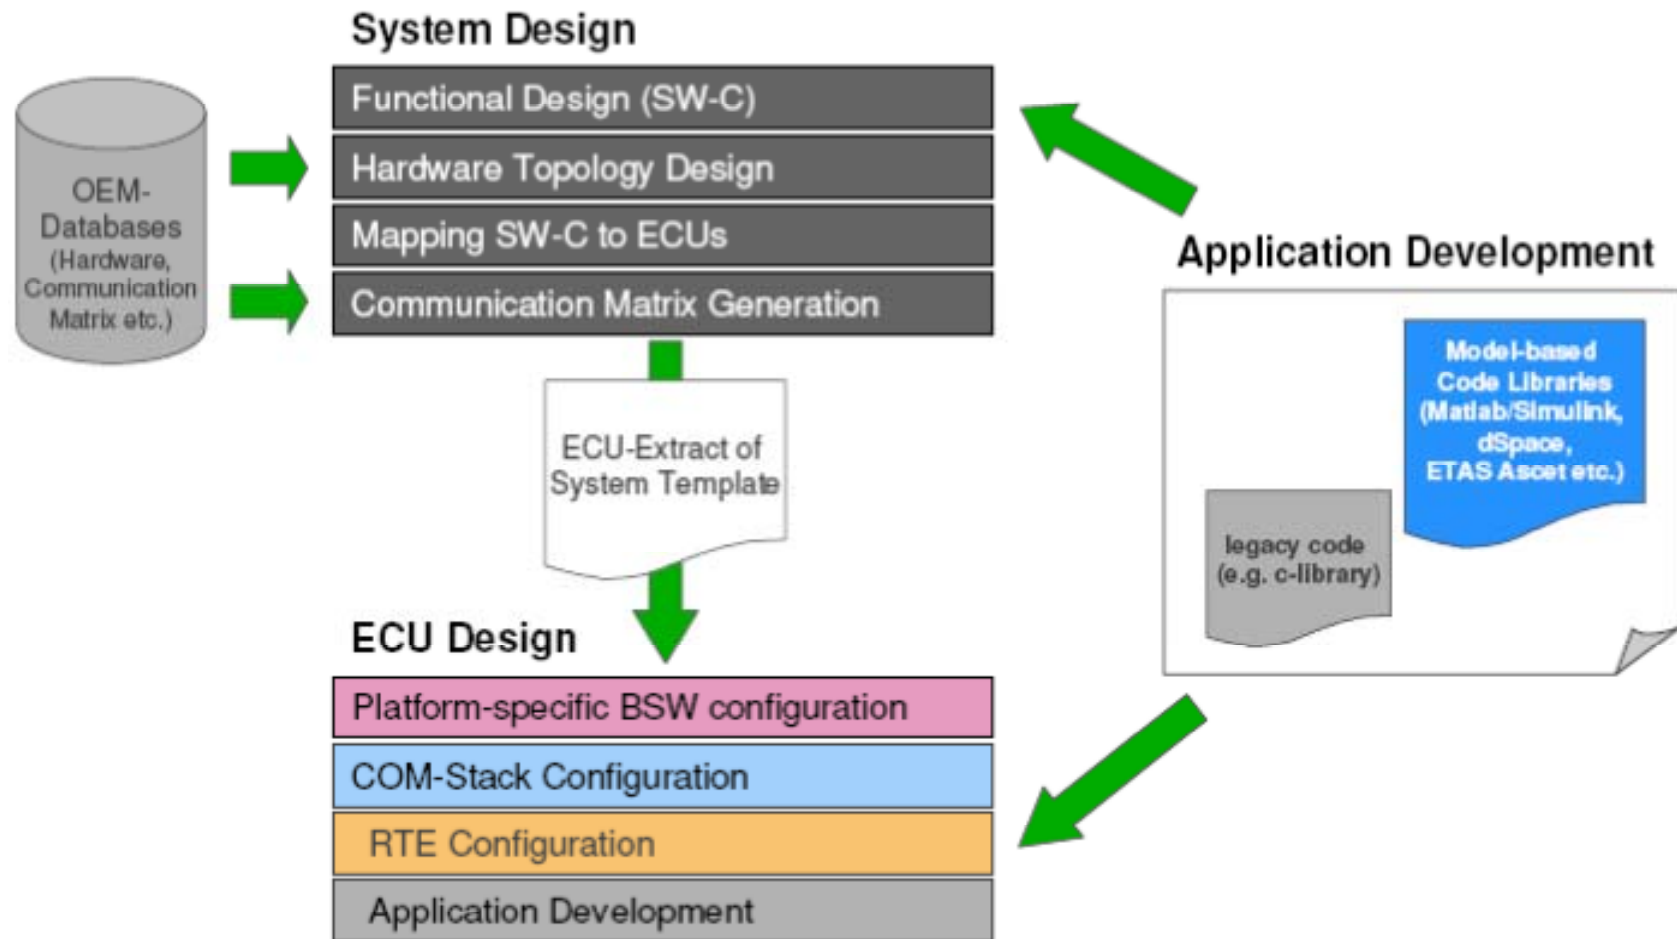 System Design
Functional Design (SW-C)
Hardware Topology Design
Mapping SW-C to ECUs
Communication Matrix Generation
OEM-
Databases
(Hardware,
Communication
Matrix etc.)
ECU-Extract of
System Template
Application Development
Model-based
Code Libraries
(Matlab/Simulink,
dSpace,
ETAS Ascet etc.)
legacy code
(e.g. c-library)
ECU Design
Platform-specific BSW configuration
COM-Stack Configuration
RTE Configuration
Application Development